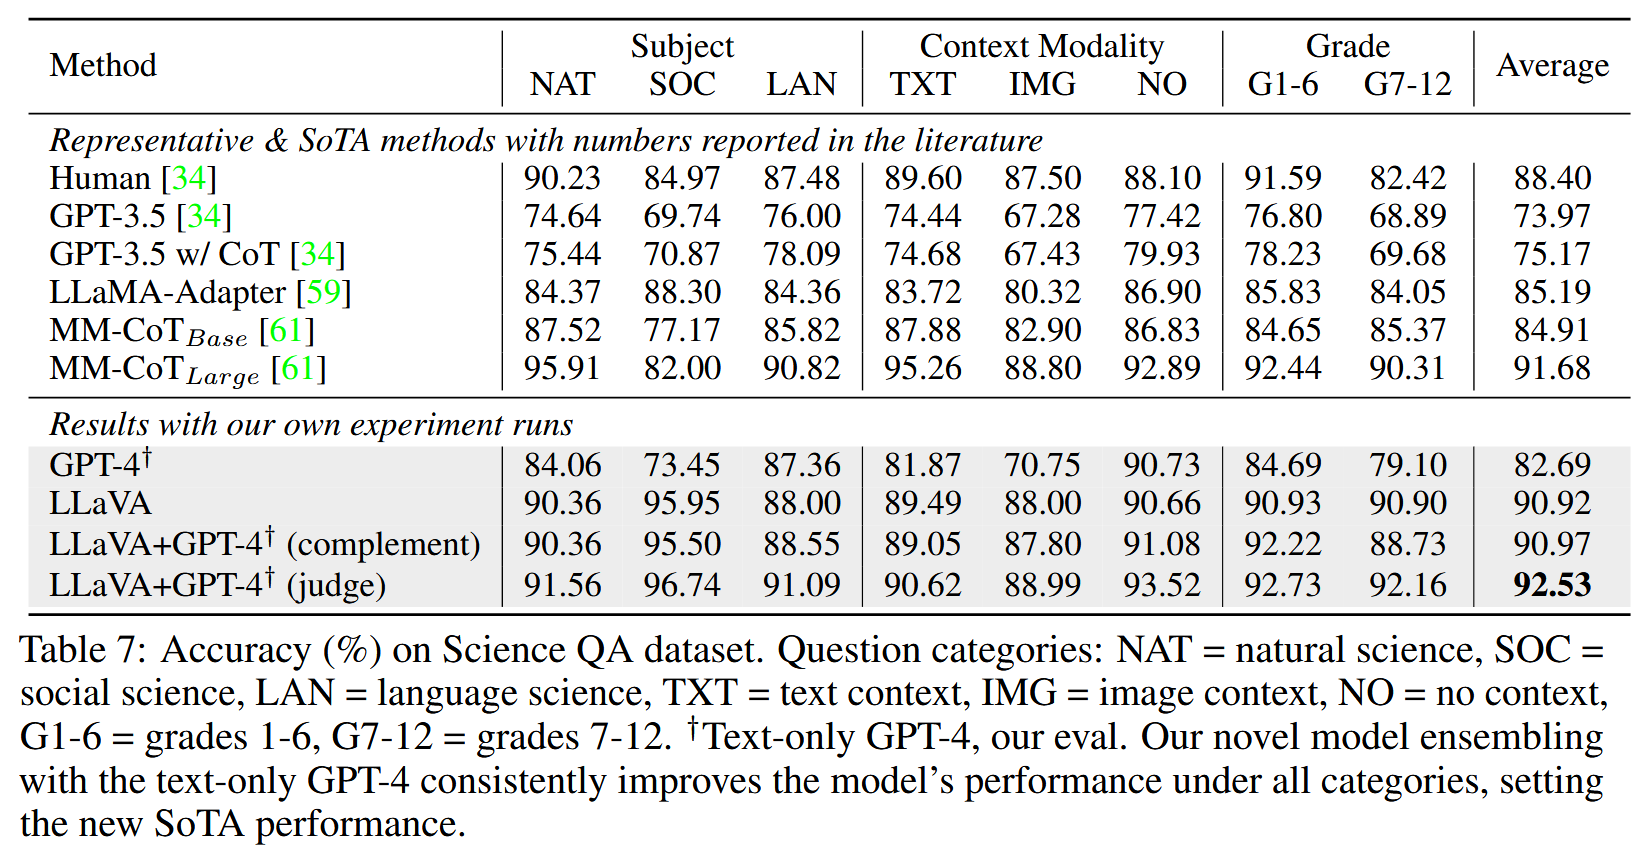 Method Subject Context Modality Grade Average
NAT SOC LAN TXT IMG NO G1-6 G7-12
Representative & SoTA methods with numbers reported in the literature
Human [34] 90.23 84.97 87.48 89.60 87.50 88.10 91.59 82.42 88.40
GPT-3.5 [34] 74.64 69.74 76.00 74.44 67.28 77.42 76.80 68.89 73.97
GPT-3.5 w/ CoT [34] 75.44 70.87 78.09 74.68 67.43 79.93 78.23 69.68 75.17
LLaMA-Adapter [59] 84.37 88.30 84.36 83.72 80.32 86.90 85.83 84.05 85.19
MM-CoT_Base [61] 87.52 77.17 85.82 87.88 82.90 86.83 84.65 85.37 84.91
MM-CoT_Large [61] 95.91 82.00 90.82 95.26 88.80 92.89 92.44 90.31 91.68
Results with our own experiment runs
GPT-4† 84.06 73.45 87.36 81.87 70.75 90.73 84.69 79.10 82.69
LLaVA 90.36 95.95 88.00 89.49 88.00 90.66 90.93 90.90 90.92
LLaVA+GPT-4† (complement) 90.36 95.50 88.55 89.05 87.80 91.08 92.22 88.73 90.97
LLaVA+GPT-4† (judge) 91.56 96.74 91.09 90.62 88.99 93.52 92.73 92.16 92.53
Table 7: Accuracy (%) on Science QA dataset. Question categories: NAT = natural science, SOC =
social science, LAN = language science, TXT = text context, IMG = image context, NO = no context,
G1-6 = grades 1-6, G7-12 = grades 7-12. †Text-only GPT-4, our eval. Our novel model ensembling
with the text-only GPT-4 consistently improves the model's performance under all categories, setting
the new SoTA performance.